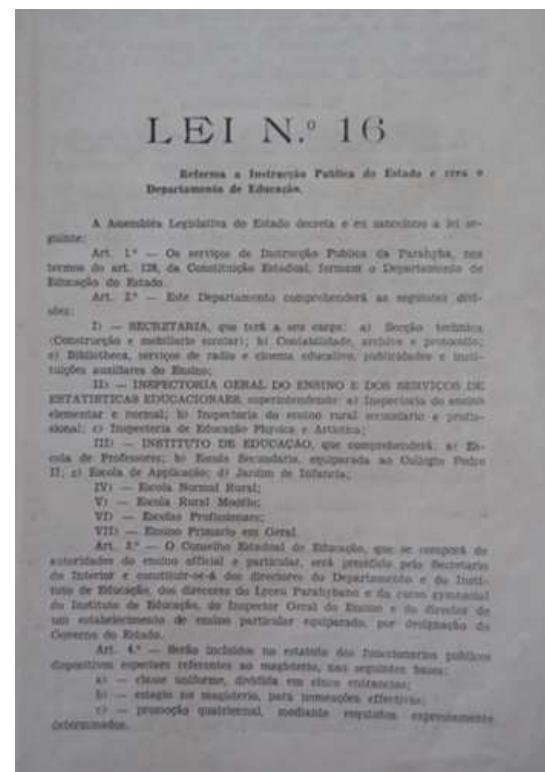 LEI N.º 16
Reforma a Instrucção Publica do Estado e crea o
Departamento de Educação.
A Assembléa Legislativa do Estado decreta e eu sancciono a lei se-
guinte:
Art. 1.º — Os serviços de Instrucção Publica da Parahyba, nos
termos do art. 128, da Constituição Estadoal, formam o Departamento de
Educação do Estado.
Art. 2.º — Este Departamento comprehenderá as seguintes divi-
sões:
I) — SECRETARIA, que terá a seu cargo: a) Secção technica
(Construcção e mobiliario escolar); b) Contabilidade, archivo e protocollo;
c) Bibliotheca, serviços de radio e cinema educativo, publicidades e insti-
tuições auxiliares do Ensino;
II) — INSPECTORIA GERAL DO ENSINO E DOS SERVIÇOS DE
ESTATISTICAS EDUCACIONAES, superintendendo: a) Inspectoria do ensino
elementar e normal; b) Inspectoria do ensino rural secundario e profis-
sional; c) Inspectoria de Educação Physica e Artistica;
III) — INSTITUTO DE EDUCAÇÃO, que comprehenderá: a) Es-
cola de Professores; b) Escola Secundaria, equiparada ao Collegio Pedro
II; c) Escola de Applicação; d) Jardim de Infancia;
IV) — Escola Normal Rural;
V) — Escola Rural Modêlo;
VI) — Escolas Profissionaes;
VII) — Ensino Primario em Geral.
Art. 3.º — O Conselho Estadual de Educação, que se comporá de
autoridades do ensino official e particular, será presidido pelo Secretario
do Interior e constituir-se-á dos directores do Departamento e do Insti-
tuto de Educação, dos directores do Lyceu Parahybano e do curso gymnasial
do Instituto de Educação, do Inspector Geral do Ensino e do director de
um estabelecimento de ensino particular equiparado, por designação do
Governo do Estado.
Art. 4.º — Serão incluidos no estatuto dos funccionarios publicos
dispositivos especiaes referentes ao magisterio, nas seguintes bases:
a) — classe uniforme, dividida em cinco entrancias;
b) — estagio no magisterio, para nomeações effectivas;
c) — promoção quatriennal, mediante requisitos expressamente
determinados.